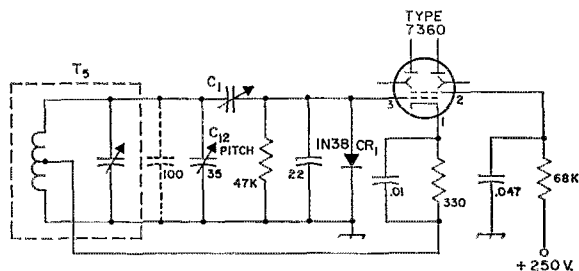 TYPE
7360
T5
C1
3
2
1
C12
PITCH
100
35
47K
22
1N38
CR1
.01
330
.047
68K
+250V.